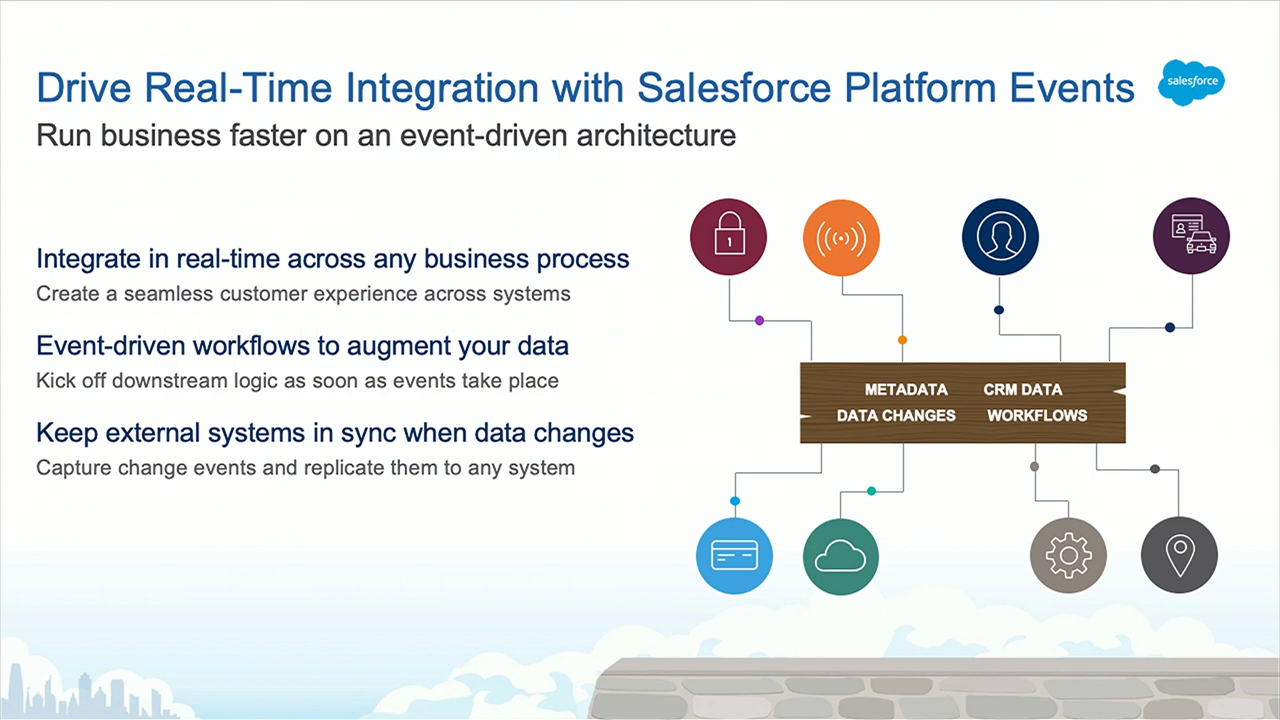 Drive Real-Time Integration with Salesforce Platform Events
salesforce
Run business faster on an event-driven architecture
Integrate in real-time across any business process
Create a seamless customer experience across systems
Event-driven workflows to augment your data
Kick off downstream logic as soon as events take place
Keep external systems in sync when data changes
Capture change events and replicate them to any system
1
METADATA CRM DATA
DATA CHANGES WORKFLOWS